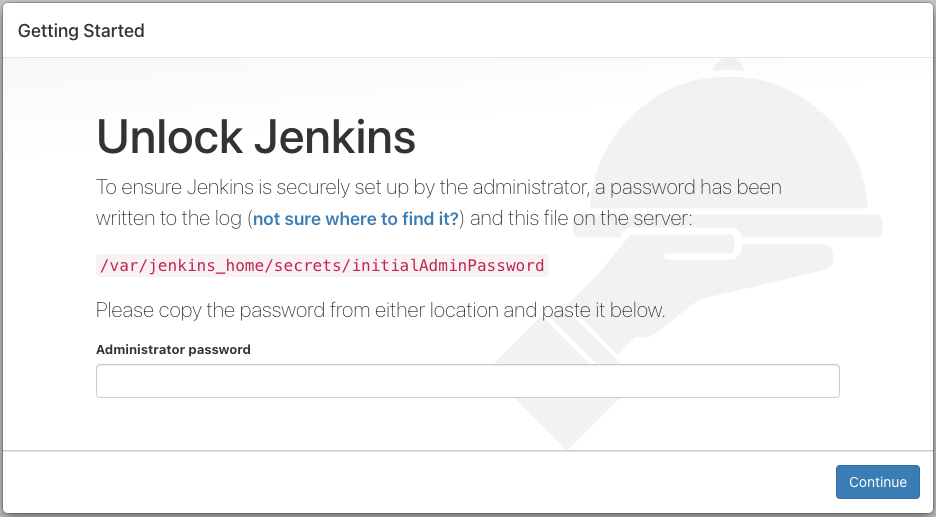 Getting Started
Unlock Jenkins
To ensure Jenkins is securely set up by the administrator, a password has been
written to the log (not sure where to find it?) and this file on the server:
/var/jenkins_home/secrets/initialAdminPassword
Please copy the password from either location and paste it below.
Administrator password
Continue